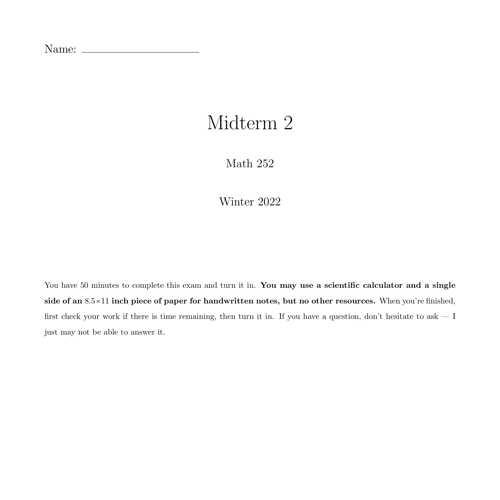 Name:
Midterm 2
Math 252
Winter 2022
You have 50 minutes to complete this exam and turn it in. You may use a scientific calculator and a single
side of an 8.5×11 inch piece of paper for handwritten notes, but no other resources. When you're finished,
first check your work if there is time remaining, then turn it in. If you have a question, don't hesitate to ask — I
just may not be able to answer it.